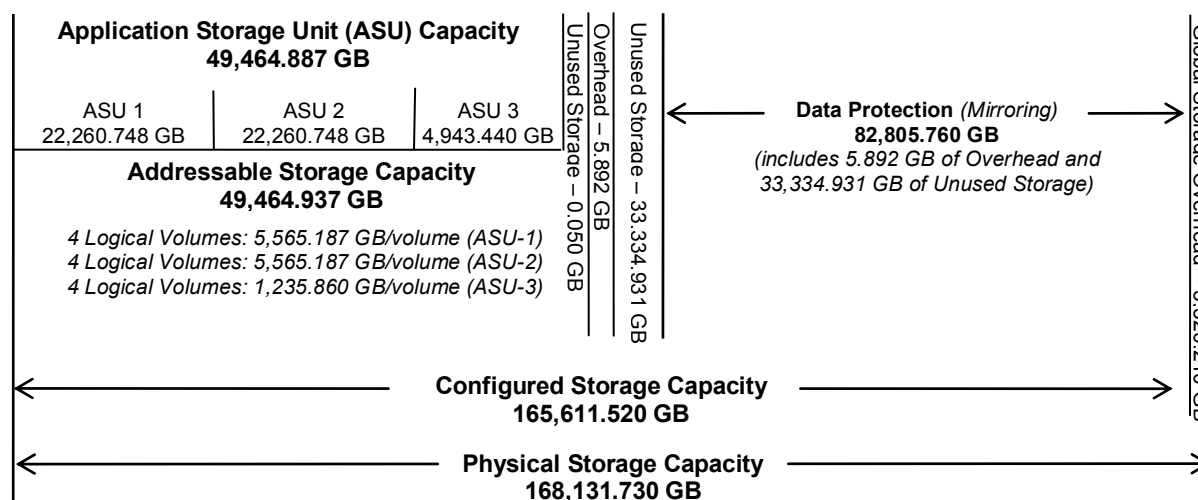 Application Storage Unit (ASU) Capacity
49,464.887 GB
ASU 1
22,260.748 GB
ASU 2
22,260.748 GB
ASU 3
4,943.440 GB
Addressable Storage Capacity
49,464.937 GB
4 Logical Volumes: 5,565.187 GB/volume (ASU-1)
4 Logical Volumes: 5,565.187 GB/volume (ASU-2)
4 Logical Volumes: 1,235.860 GB/volume (ASU-3)
Unused Storage – 0.050 GB
Overhead – 5.892 GB
Unused Storage – 33.334.931 GB
Data Protection (Mirroring)
82,805.760 GB
(includes 5.892 GB of Overhead and
33,334.931 GB of Unused Storage)
Global Storage Overhead – GB
Configured Storage Capacity
165,611.520 GB
Physical Storage Capacity
168,131.730 GB